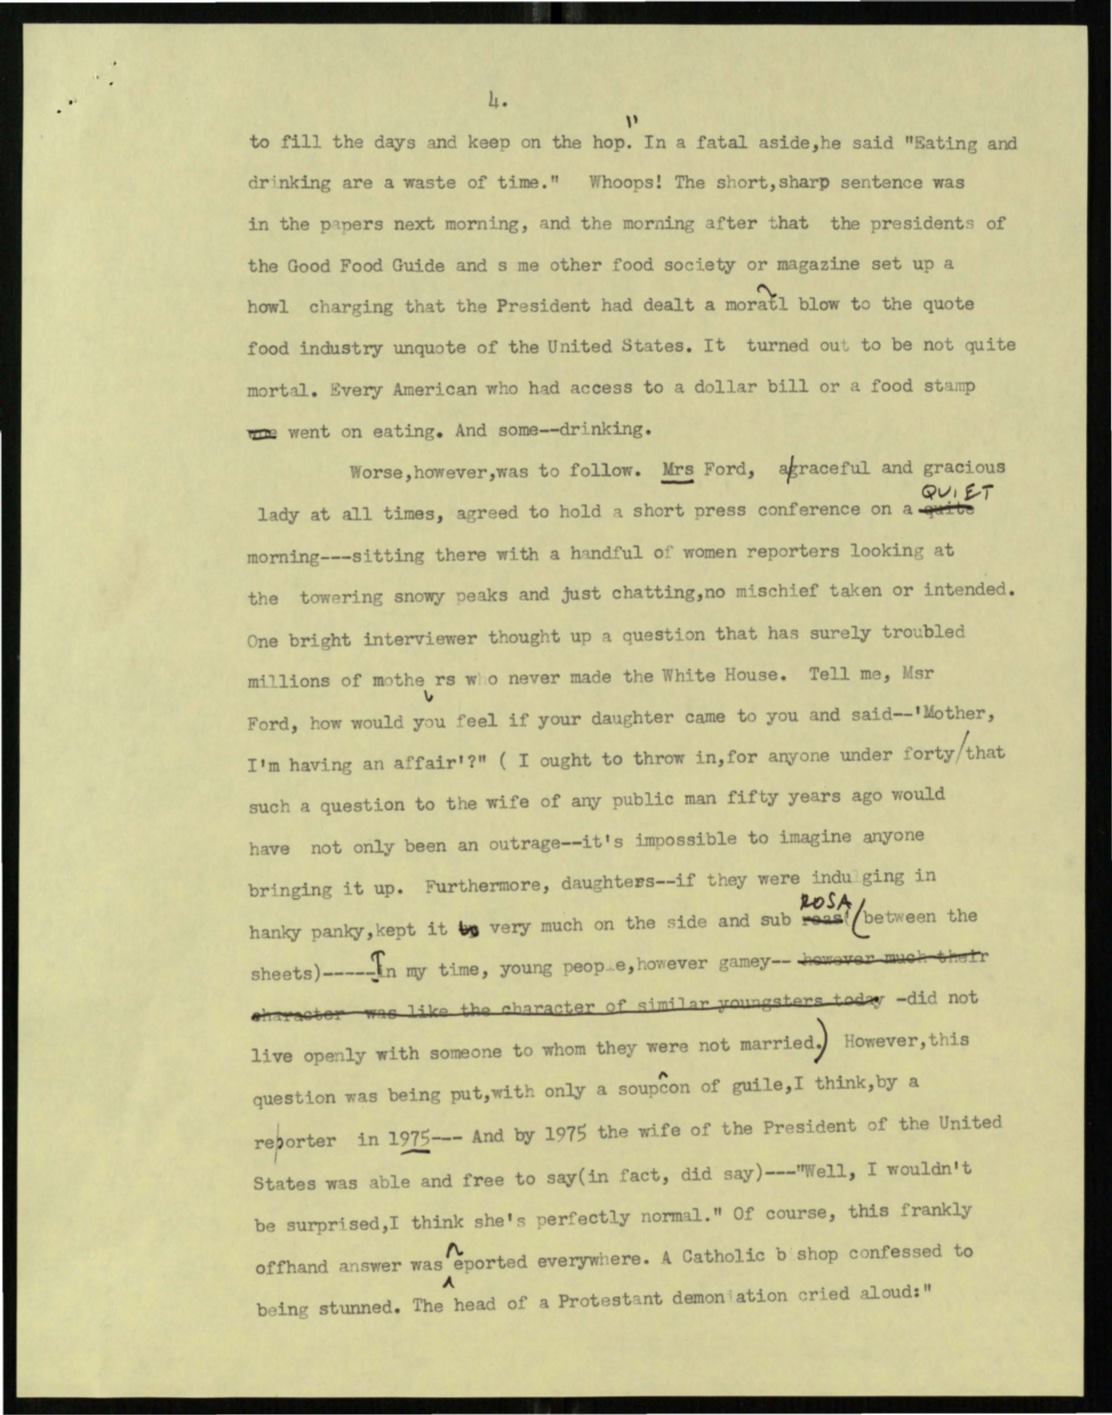 4.
to fill the days and keep on the hop." In a fatal aside,he said "Eating and
drinking are a waste of time." Whoops! The short,sharp sentence was
in the papers next morning, and the morning after that the presidents of
the Good Food Guide and s me other food society or magazine set up a
howl charging that the President had dealt a moratl blow to the quote
food industry unquote of the United States. It turned out to be not quite
mortal. Every American who had access to a dollar bill or a food stamp
went on eating. And some--drinking.
Worse,however,was to follow. Mrs Ford, a graceful and gracious
QUIET
lady at all times, agreed to hold a short press conference on a quite
morning---sitting there with a handful of women reporters looking at
the towering snowy peaks and just chatting,no mischief taken or intended.
One bright interviewer thought up a question that has surely troubled
millions of mothe rs who never made the White House. Tell me, Msr
Ford, how would you feel if your daughter came to you and said--'Mother,
I'm having an affair'?" ( I ought to throw in,for anyone under forty/that
such a question to the wife of any public man fifty years ago would
have not only been an outrage--it's impossible to imagine anyone
bringing it up. Furthermore, daughters--if they were indulging in
ROSA
hanky panky,kept it very much on the side and sub reas (between the
sheets)-----In my time, young people,however gamey-- however much their
character was like the character of similar youngsters today -did not
live openly with someone to whom they were not married.) However,this
question was being put,with only a soupcon of guile,I think,by a
reporter in 1975--- And by 1975 the wife of the President of the United
States was able and free to say(in fact, did say)---"Well, I wouldn't
be surprised,I think she's perfectly normal." Of course, this frankly
offhand answer was reported everywhere. A Catholic bishop confessed to
being stunned. The head of a Protestant demoniation cried aloud:"